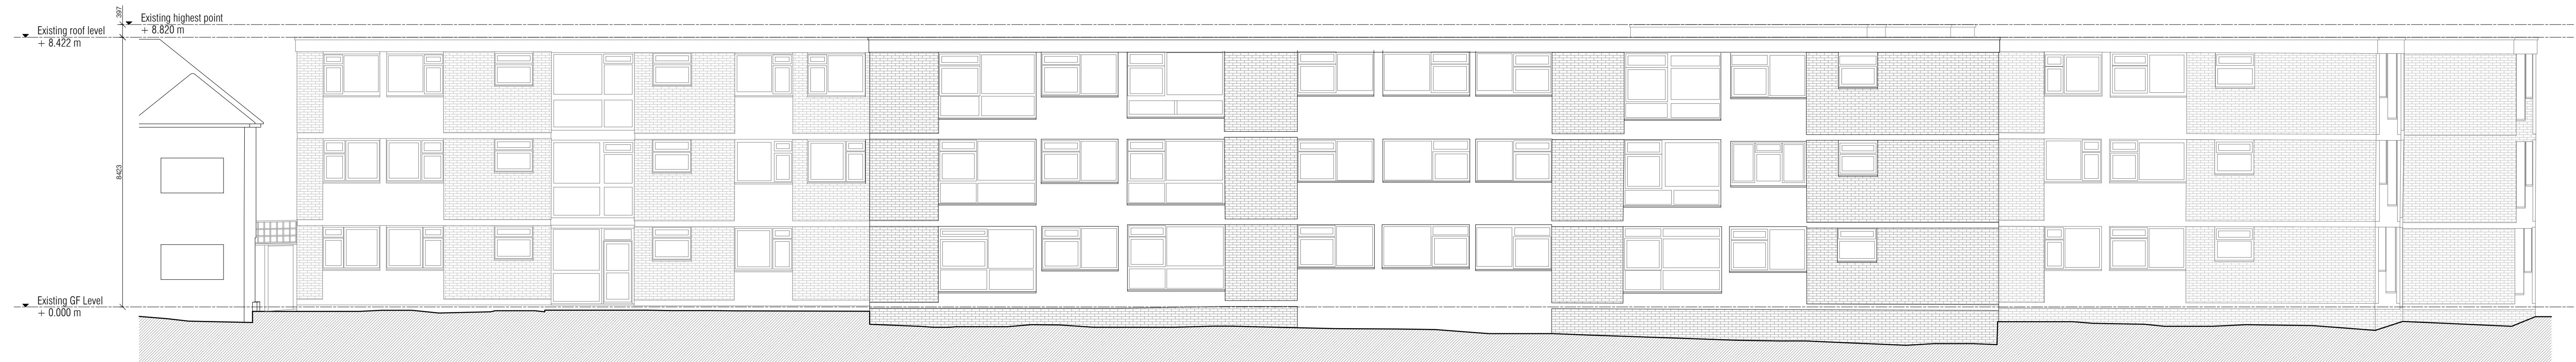 397
Existing highest point
+ 8.820 m
Existing roof level
+ 8.422 m
8423
Existing GF Level
+ 0.000 m